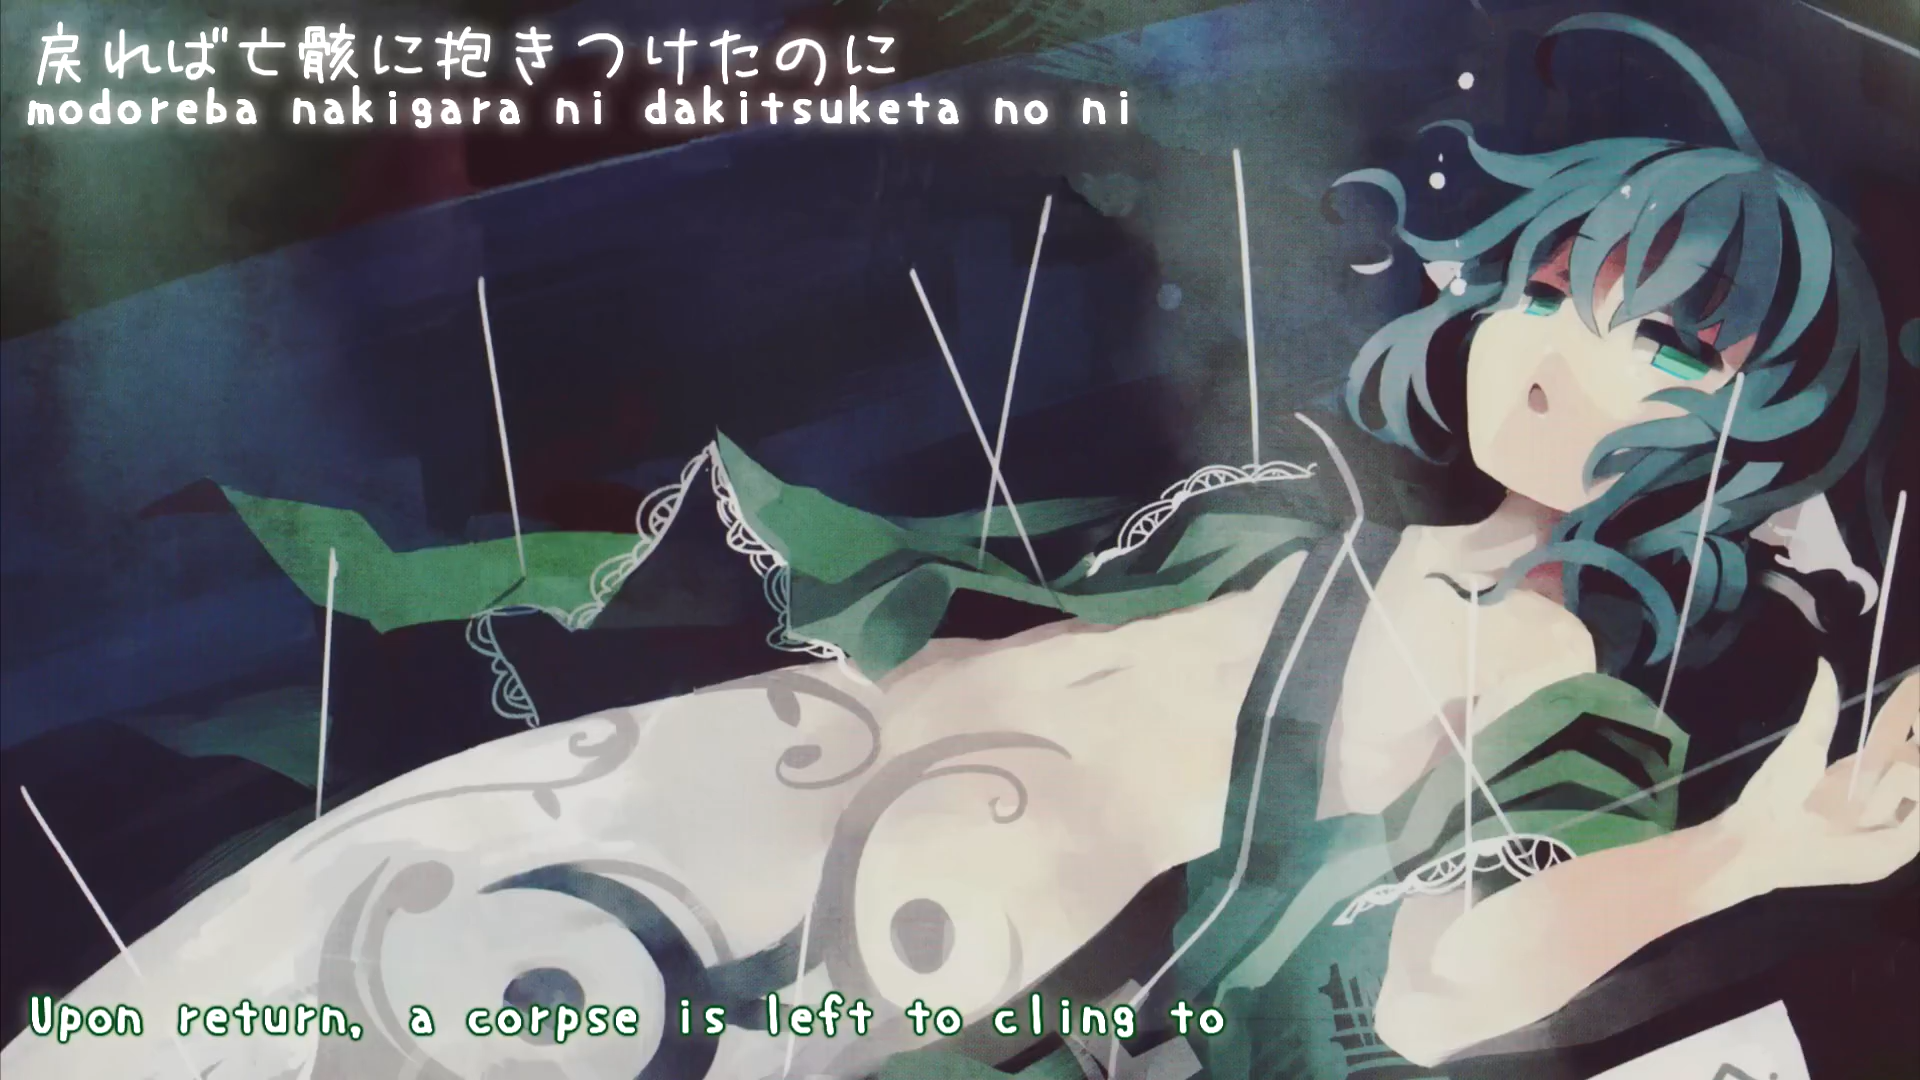 戻れば亡骸に抱きつけたのに
modoreba nakigara ni dakitsuketa no ni
Upon return, a corpse is left to cling to